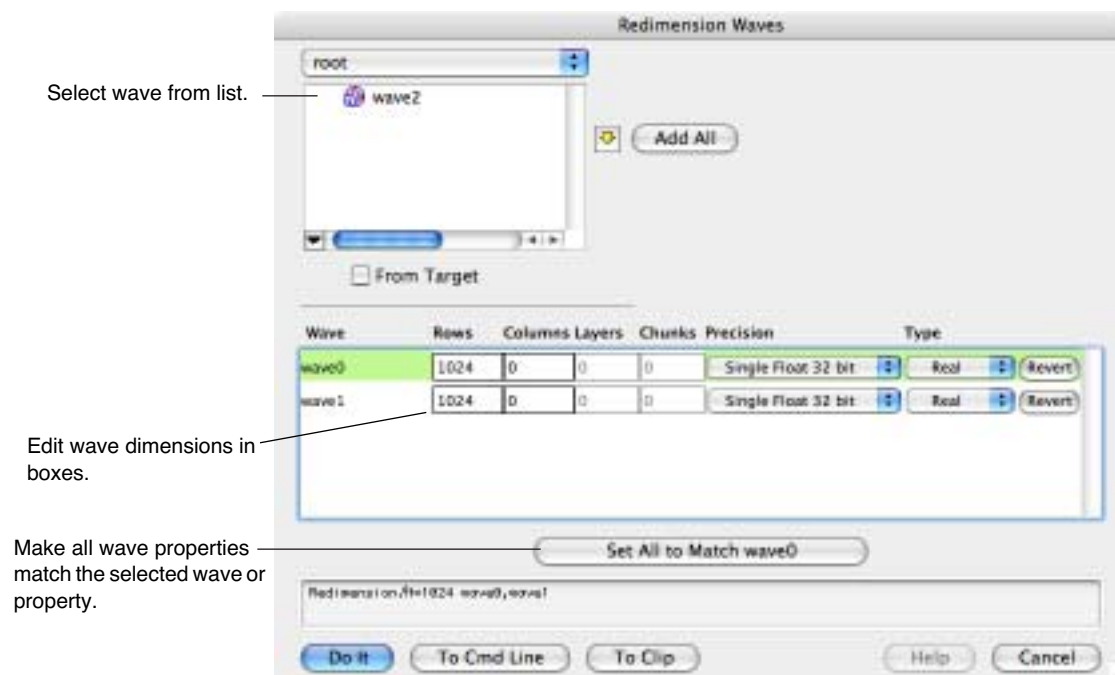 Redimension Waves
root
Select wave from list.
wave2
Add All
From Target
Wave Rows Columns Layers Chunks Precision Type
wave0 1024 0 0 0 Single Float 32 bit Real Revert
wave1 1024 0 0 0 Single Float 32 bit Real Revert
Edit wave dimensions in
boxes.
Make all wave properties
match the selected wave or
property.
Set All to Match wave0
Redimension/N=1024 wave0,wave1
Do It To Cmd Line To Clip Help Cancel